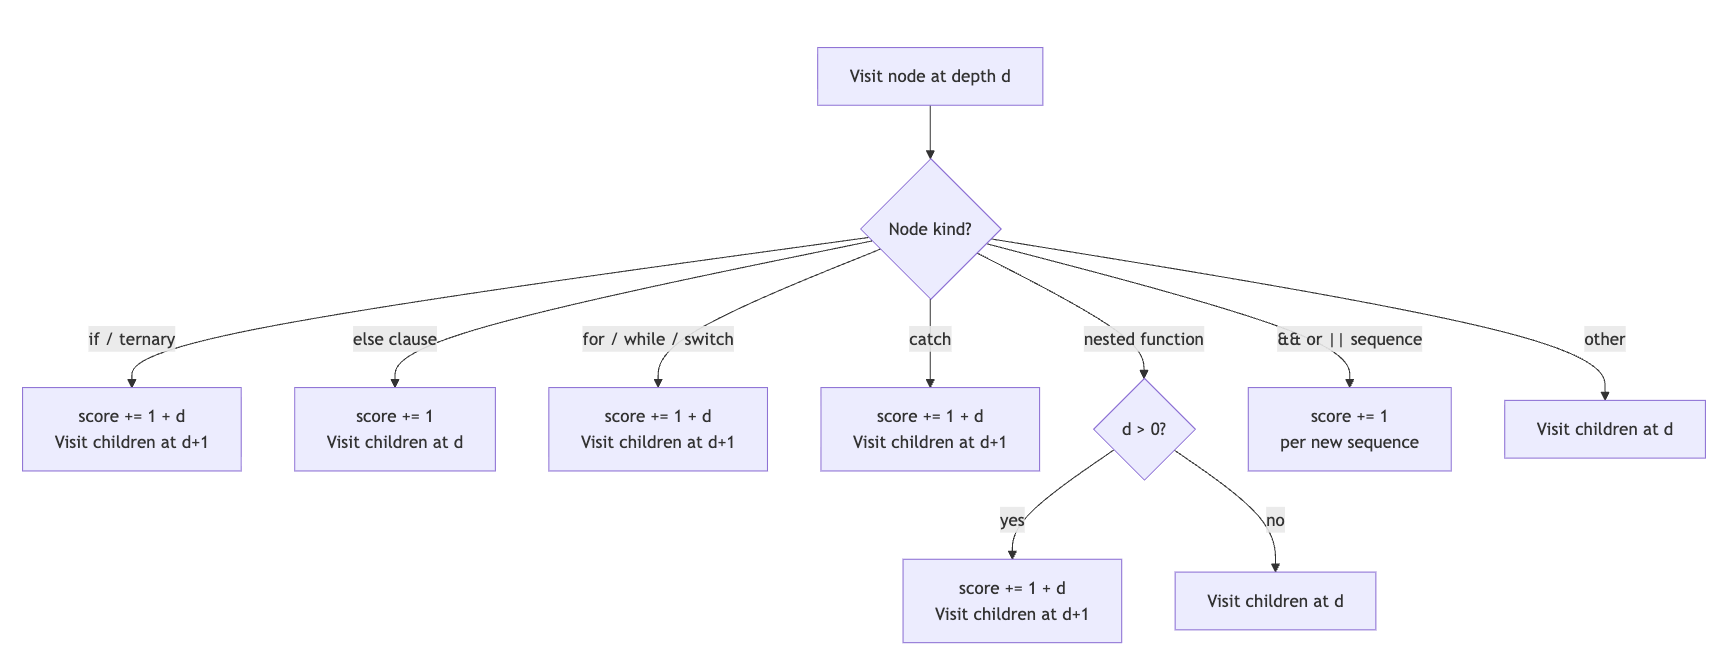 Visit node at depth d
Node kind?
if / ternary
else clause
for / while / switch
catch
nested function
&& or || sequence
other
score += 1 + d
Visit children at d+1
score += 1
Visit children at d
score += 1 + d
Visit children at d+1
score += 1 + d
Visit children at d+1
d > 0?
score += 1
per new sequence
Visit children at d
yes
no
score += 1 + d
Visit children at d+1
Visit children at d